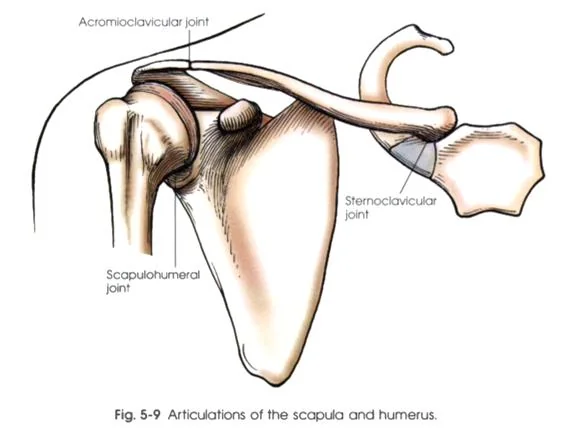 Acromioclavicular joint
Sternoclavicular
joint
Scapulohumeral
joint
Fig. 5-9 Articulations of the scapula and humerus.